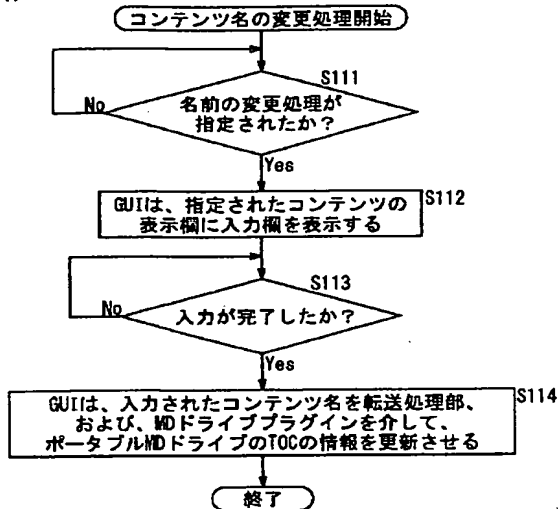 コンテンツ名の変更処理開始
S111
名前の変更処理が
指定されたか？
No
Yes
S112
GUIは、指定されたコンテンツの
表示欄に入力欄を表示する
S113
入力が完了したか？
No
Yes
S114
GUIは、入力されたコンテンツ名を転送処理部、
および、MDドライブプラグインを介して、
ポータブルMDドライブのTOCの情報を更新させる
終了